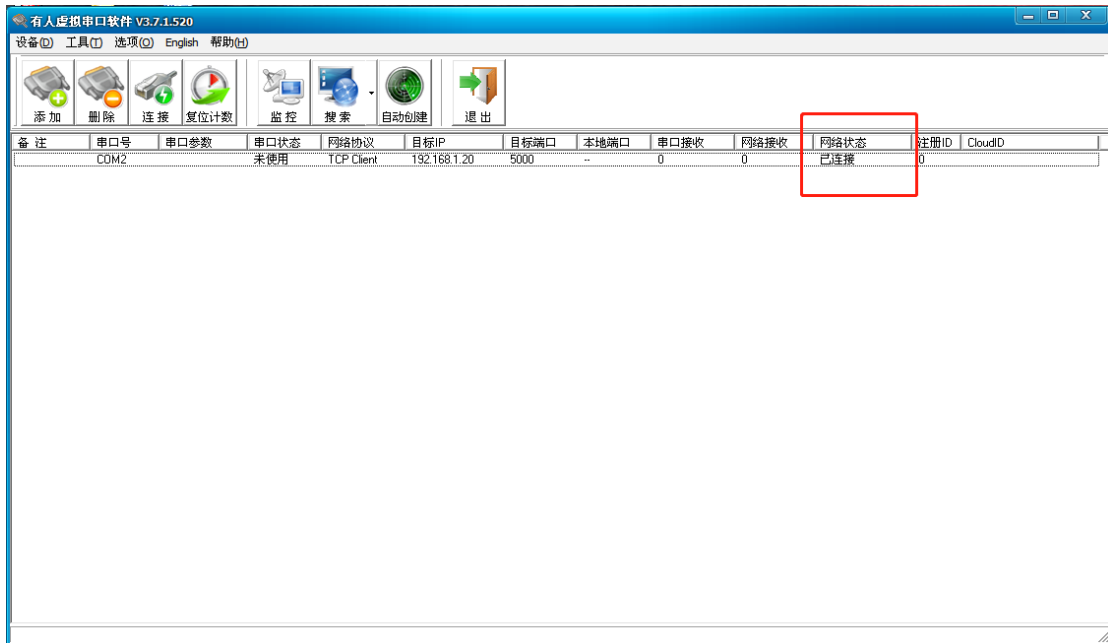 有人虚拟串口软件 V3.7.1.520
设备(D) 工具(T) 选项(O) English 帮助(H)
添加 删除 连接 复位计数 监控 搜索 自动创建 退出
备注 串口号 串口参数 串口状态 网络协议 目标IP 目标端口 本地端口 串口接收 网络接收 网络状态 注册ID CloudID
COM2 未使用 TCP Client 192.168.1.20 5000 -- 0 0 已连接 0